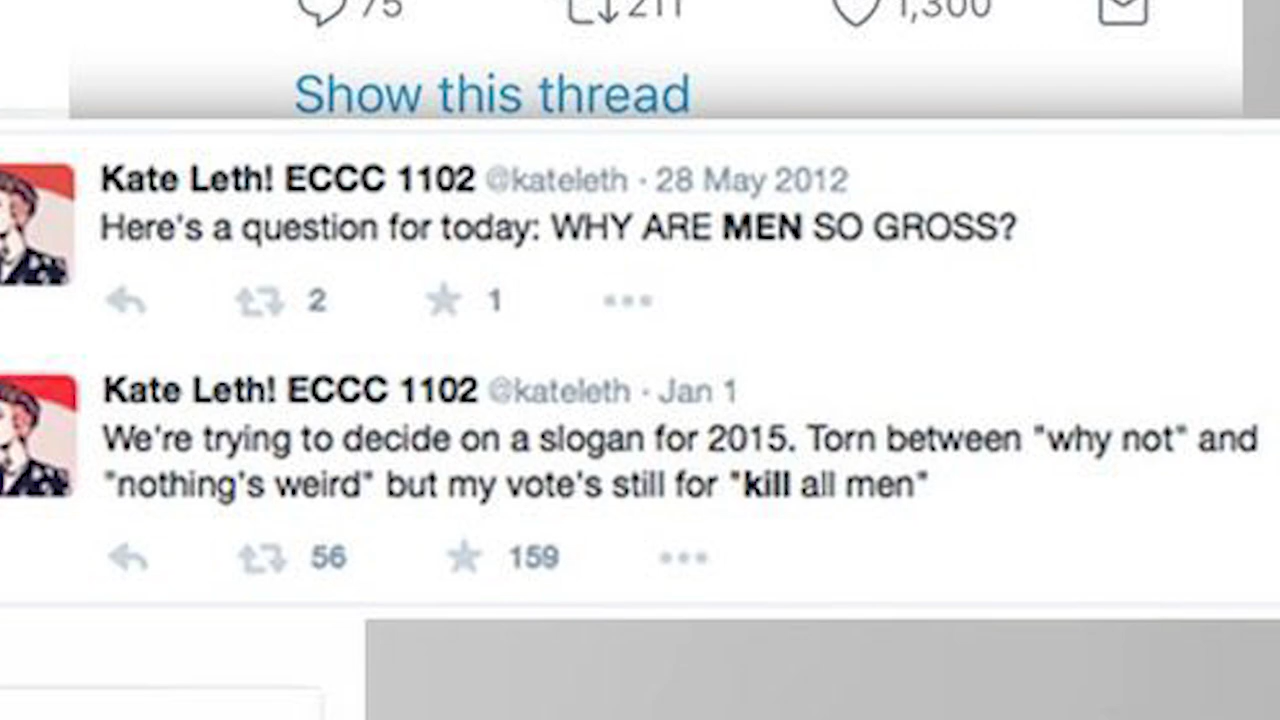 75 211 1,300
Show this thread
Kate Leth! ECCC 1102 @kateleth · 28 May 2012
Here's a question for today: WHY ARE MEN SO GROSS?
2 1 •••
Kate Leth! ECCC 1102 @kateleth · Jan 1
We're trying to decide on a slogan for 2015. Torn between "why not" and
"nothing's weird" but my vote's still for "kill all men"
56 159 •••